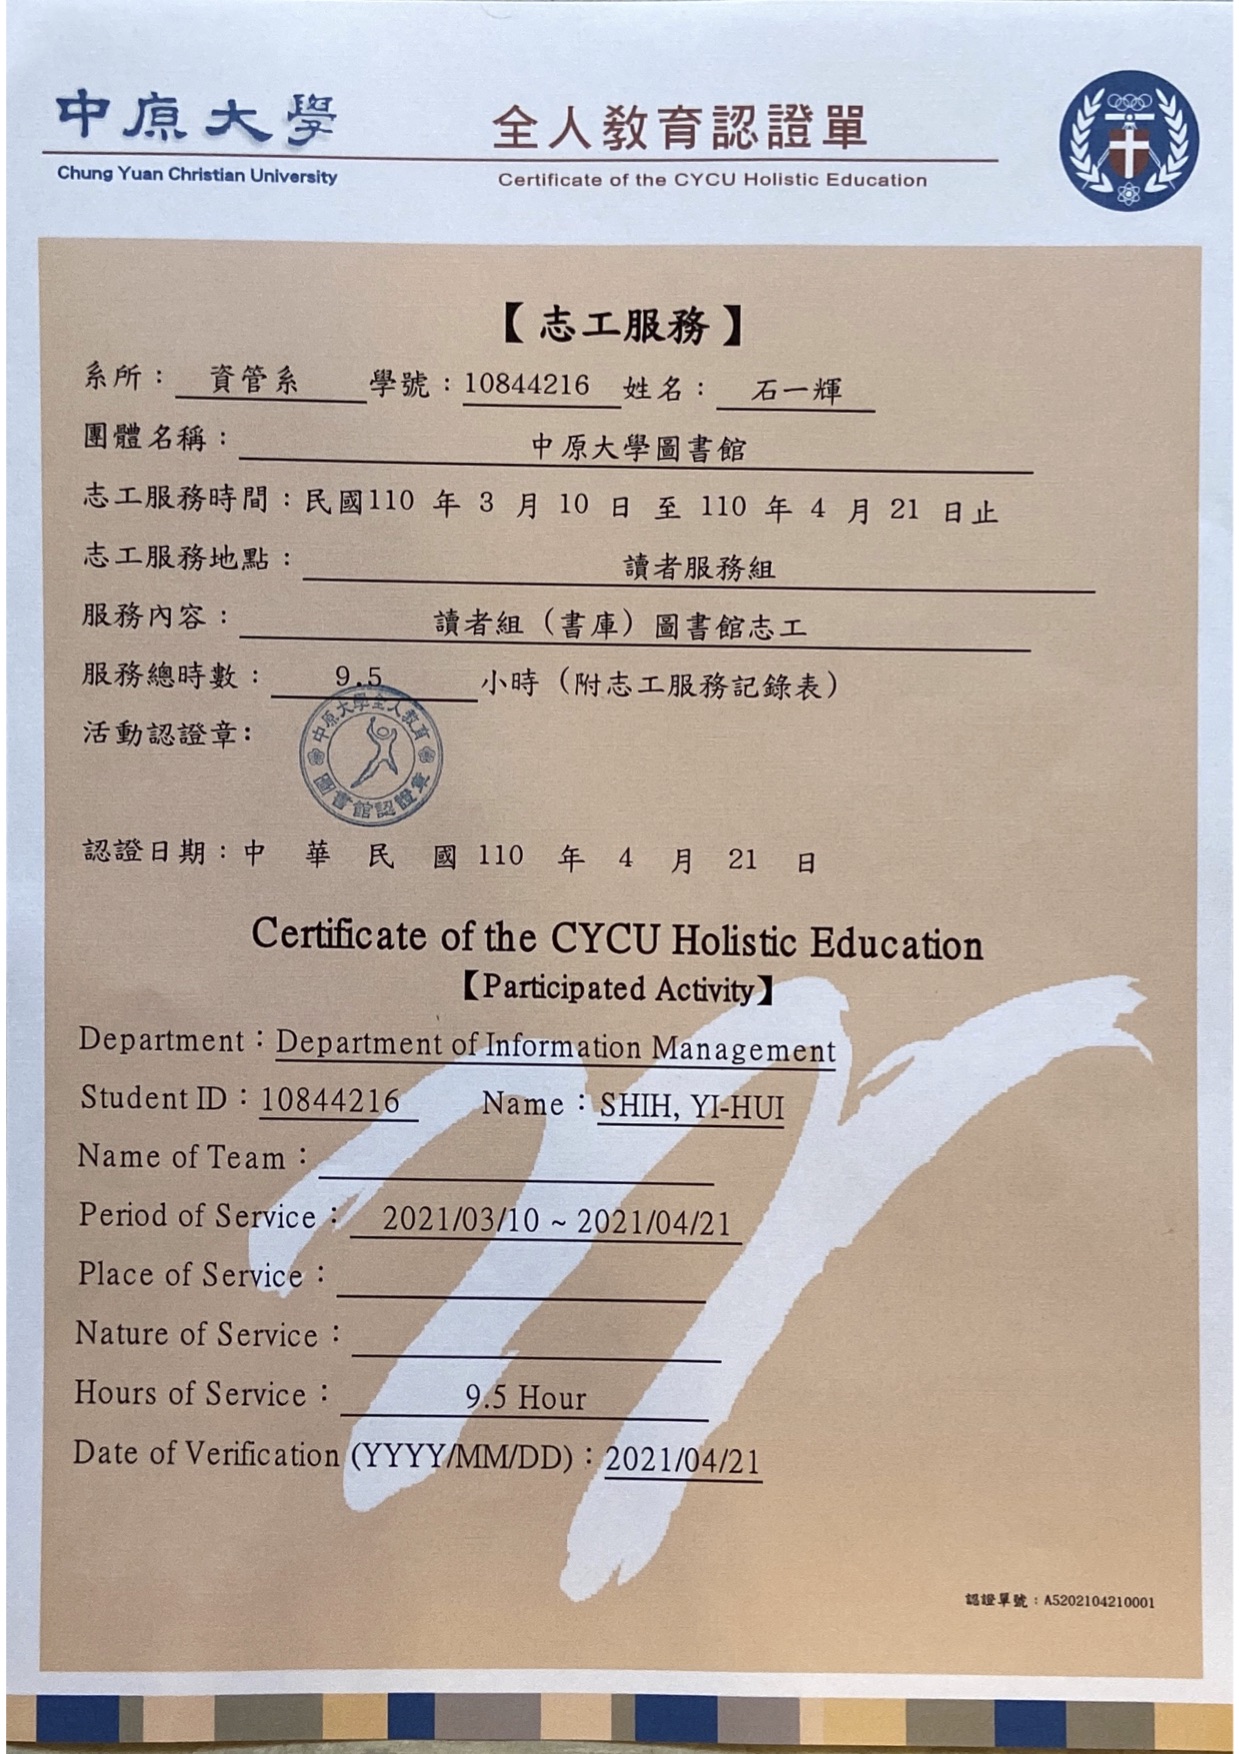 中原大學 全人教育認證單
Chung Yuan Christian University Certificate of the CYCU Holistic Education
【志工服務】
系所：資管系 學號：10844216 姓名：石一輝
團體名稱：中原大學圖書館
志工服務時間：民國110 年 3 月 10 日 至 110 年 4 月 21 日止
志工服務地點：讀者服務組
服務內容：讀者組（書庫）圖書館志工
服務總時數：9.5 小時（附志工服務記錄表）
活動認證章：
中原大學全人教育
圖書館認證章
認證日期：中 華 民 國 110 年 4 月 21 日
Certificate of the CYCU Holistic Education
【Participated Activity】
Department：Department of Information Management
Student ID：10844216 Name：SHIH, YI-HUI
Name of Team：
Period of Service：2021/03/10 ~ 2021/04/21
Place of Service：
Nature of Service：
Hours of Service：9.5 Hour
Date of Verification (YYYY/MM/DD)：2021/04/21
認證單號：A5202104210001